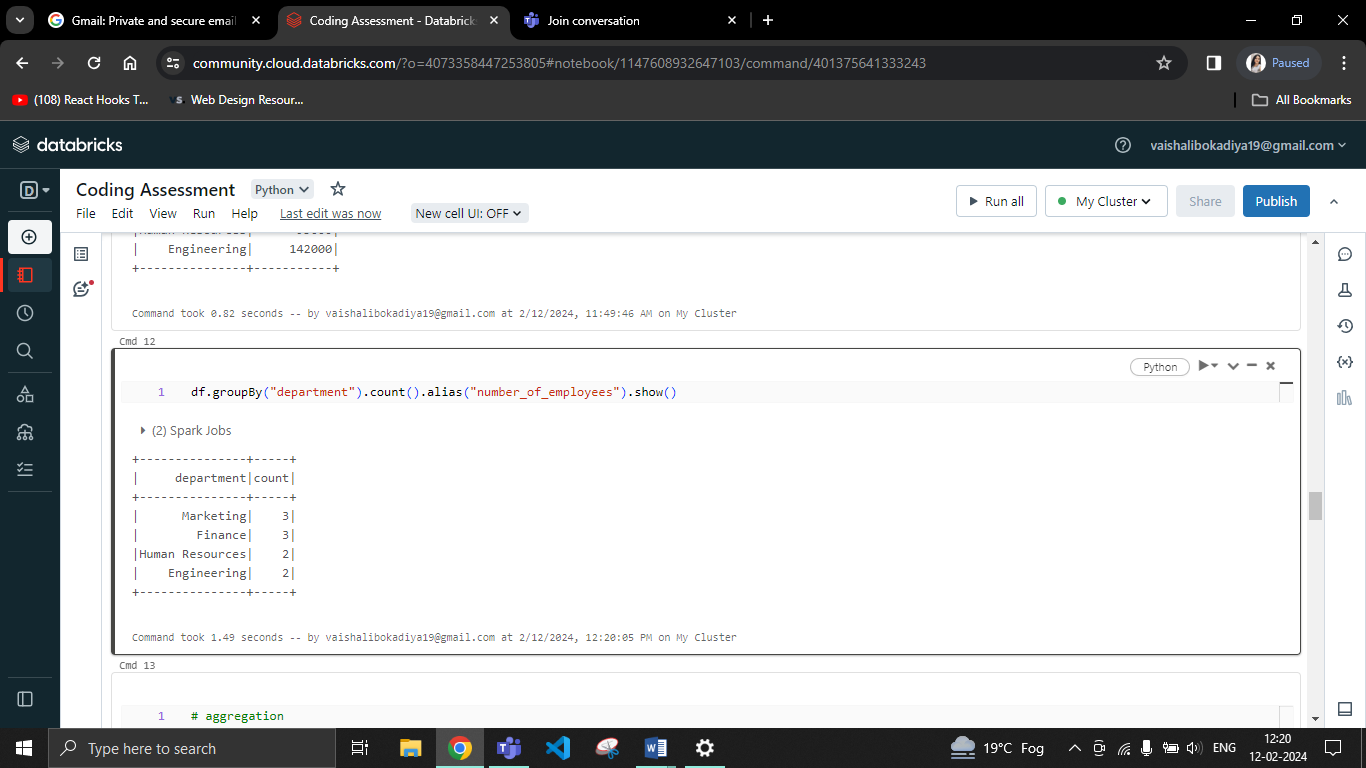 Gmail: Private and secure email
Coding Assessment - Databricks
Join conversation
community.cloud.databricks.com/?o=4073358447253805#notebook/1147608932647103/command/401375641333243
Paused
(108) React Hooks T...
VS Web Design Resour...
All Bookmarks
databricks
vaishalibokadiya19@gmail.com
D
Coding Assessment
Python
File Edit View Run Help Last edit was now New cell UI: OFF
Run all
My Cluster
Share
Publish
| Engineering| 142000|
+---------------+-----------+
Command took 0.82 seconds -- by vaishalibokadiya19@gmail.com at 2/12/2024, 11:49:46 AM on My Cluster
Cmd 12
Python
1 df.groupBy("department").count().alias("number_of_employees").show()
(2) Spark Jobs
+---------------+-----+
| department|count|
+---------------+-----+
| Marketing| 3|
| Finance| 3|
|Human Resources| 2|
| Engineering| 2|
+---------------+-----+
Command took 1.49 seconds -- by vaishalibokadiya19@gmail.com at 2/12/2024, 12:20:05 PM on My Cluster
Cmd 13
1 # aggregation
Type here to search
19°C Fog
ENG
12:20
12-02-2024